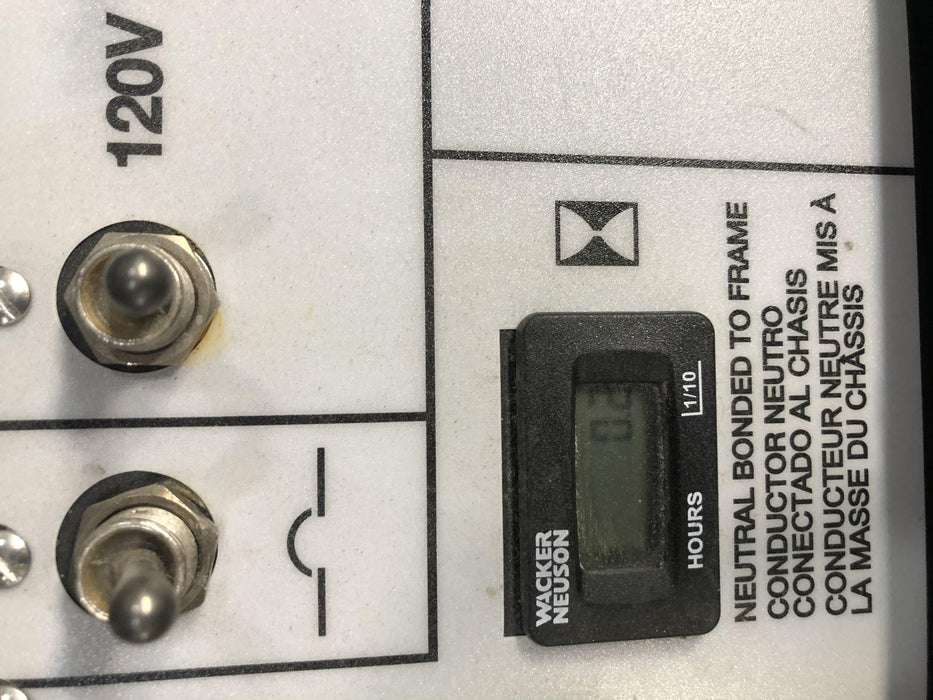 120V
WACKER
NEUSON
HOURS 1/10
NEUTRAL BONDED TO FRAME
CONDUCTOR NEUTRO
CONECTADO AL CHASIS
CONDUCTEUR NEUTRE MIS À
LA MASSE DU CHÂSSIS